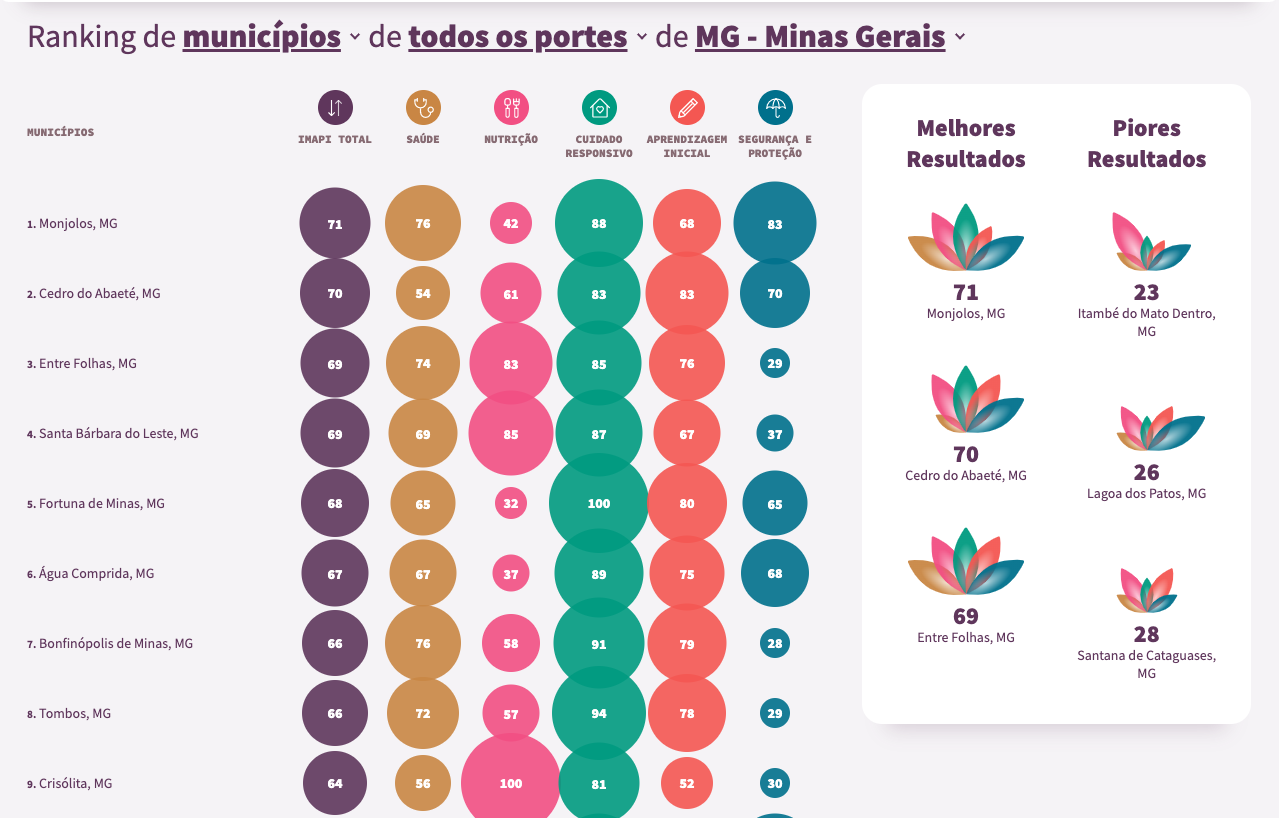 Ranking de municípios de todos os portes de MG - Minas Gerais
MUNICÍPIOS
IMAPI TOTAL
SAÚDE
NUTRIÇÃO
CUIDADO
RESPONSIVO
APRENDIZAGEM
INICIAL
SEGURANÇA E
PROTEÇÃO
1. Monjolos, MG 71 76 42 88 68 83
2. Cedro do Abaeté, MG 70 54 61 83 83 70
3. Entre Folhas, MG 69 74 83 85 76 29
4. Santa Bárbara do Leste, MG 69 69 85 87 67 37
5. Fortuna de Minas, MG 68 65 32 100 80 65
6. Água Comprida, MG 67 67 37 89 75 68
7. Bonfinópolis de Minas, MG 66 76 58 91 79 28
8. Tombos, MG 66 72 57 94 78 29
9. Crisólita, MG 64 56 100 81 52 30
Melhores
Resultados
71
Monjolos, MG
70
Cedro do Abaeté, MG
69
Entre Folhas, MG
Piores
Resultados
23
Itambé do Mato Dentro,
MG
26
Lagoa dos Patos, MG
28
Santana de Cataguases,
MG